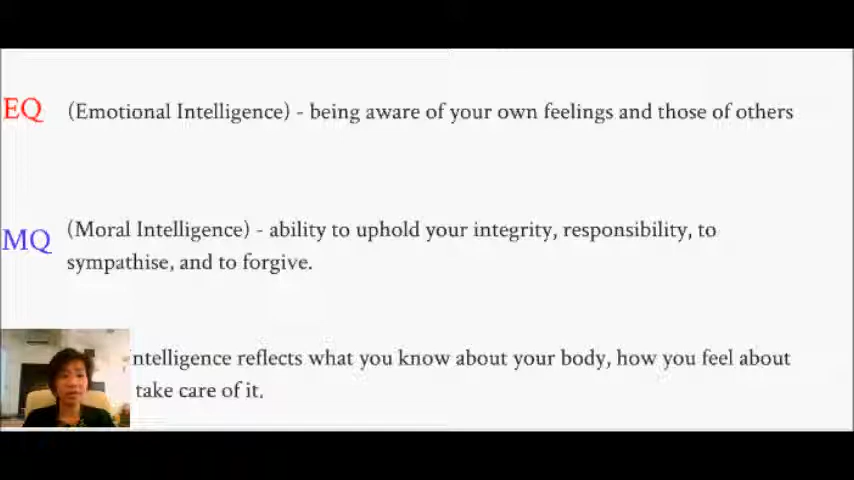 EQ (Emotional Intelligence) - being aware of your own feelings and those of others
MQ (Moral Intelligence) - ability to uphold your integrity, responsibility, to
sympathise, and to forgive.
ntelligence reflects what you know about your body, how you feel about
take care of it.